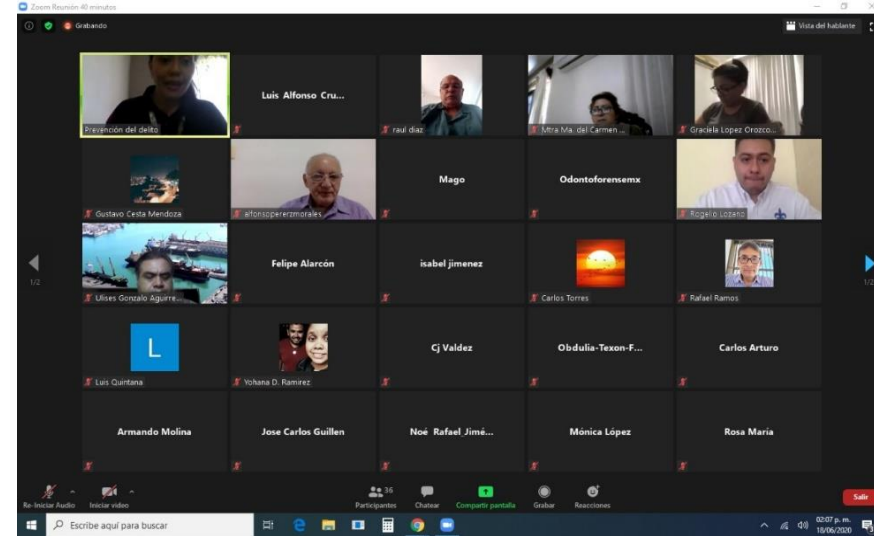 Zoom Reunión 40 minutos
Grabando
Vista del hablante
Prevención del delito
Luis Alfonso Cru...
raul diaz
Mtra Ma. del Carmen ...
Graciela Lopez Orozco...
Gustavo Cesta Mendoza
alfonsopererzmorales
Mago
Odontoforensemx
Rogelio Lozano
Ulises Gonzalo Aguirre...
Felipe Alarcón
isabel jimenez
Carlos Torres
Rafael Ramos
1/2
1/2
L
Luis Quintana
Yohana D. Ramirez
Cj Valdez
Obdulia-Texon-F...
Carlos Arturo
Armando Molina
Jose Carlos Guillen
Noé Rafael Jimé...
Mónica López
Rosa María
Re-Iniciar Audio
Iniciar video
36
Participantes
Chatear
Compartir pantalla
Grabar
Reacciones
Salir
Escribe aquí para buscar
02:07 p. m.
18/06/2020
3